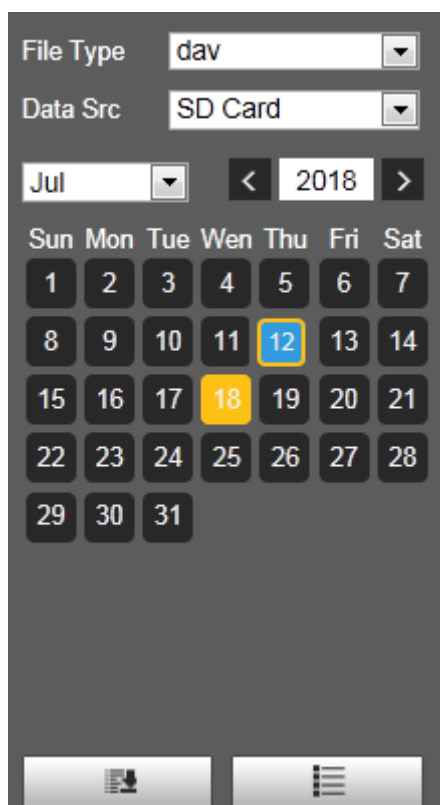 File Type dav
Data Src SD Card
Jul 2018
Sun Mon Tue Wen Thu Fri Sat
1 2 3 4 5 6 7
8 9 10 11 12 13 14
15 16 17 18 19 20 21
22 23 24 25 26 27 28
29 30 31